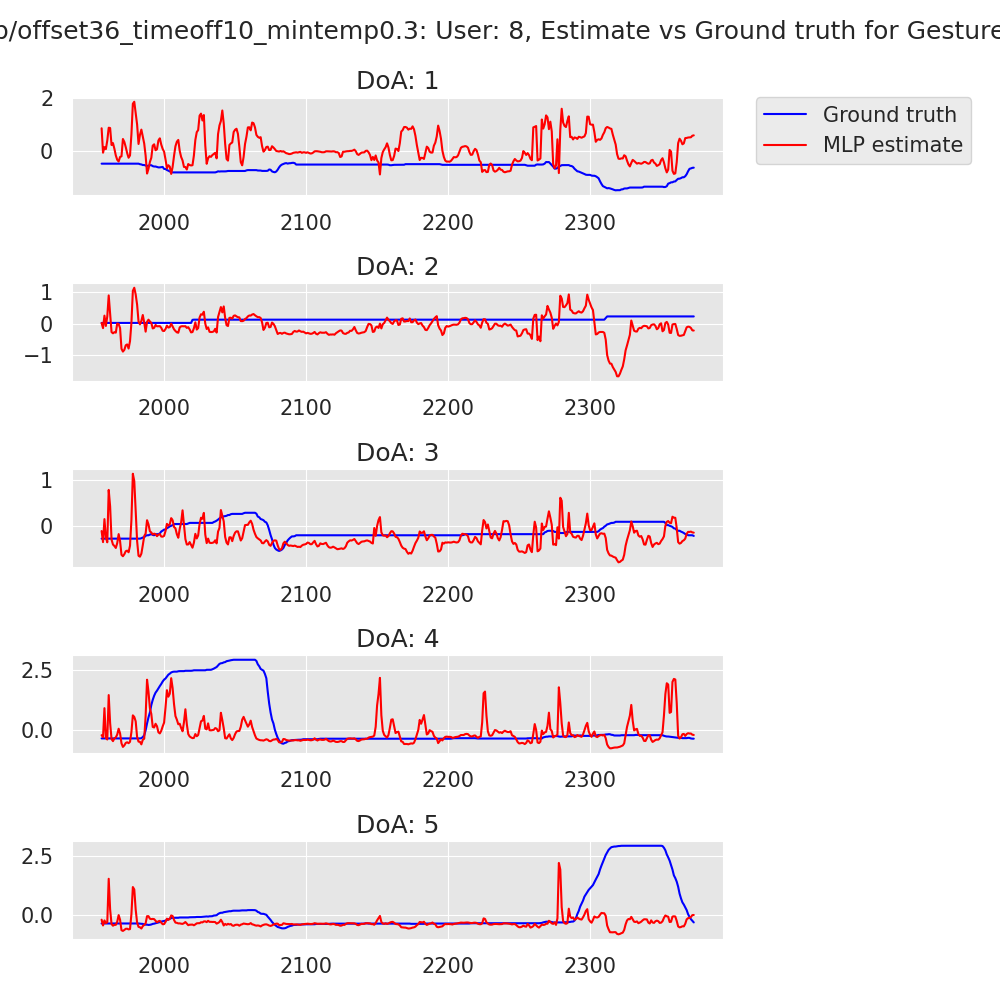 o/offset36_timeoff10_mintemp0.3: User: 8, Estimate vs Ground truth for Gesture
DoA: 1
Ground truth
MLP estimate
2
0
2000 2100 2200 2300
DoA: 2
1
0
−1
2000 2100 2200 2300
DoA: 3
1
0
2000 2100 2200 2300
DoA: 4
2.5
0.0
2000 2100 2200 2300
DoA: 5
2.5
0.0
2000 2100 2200 2300